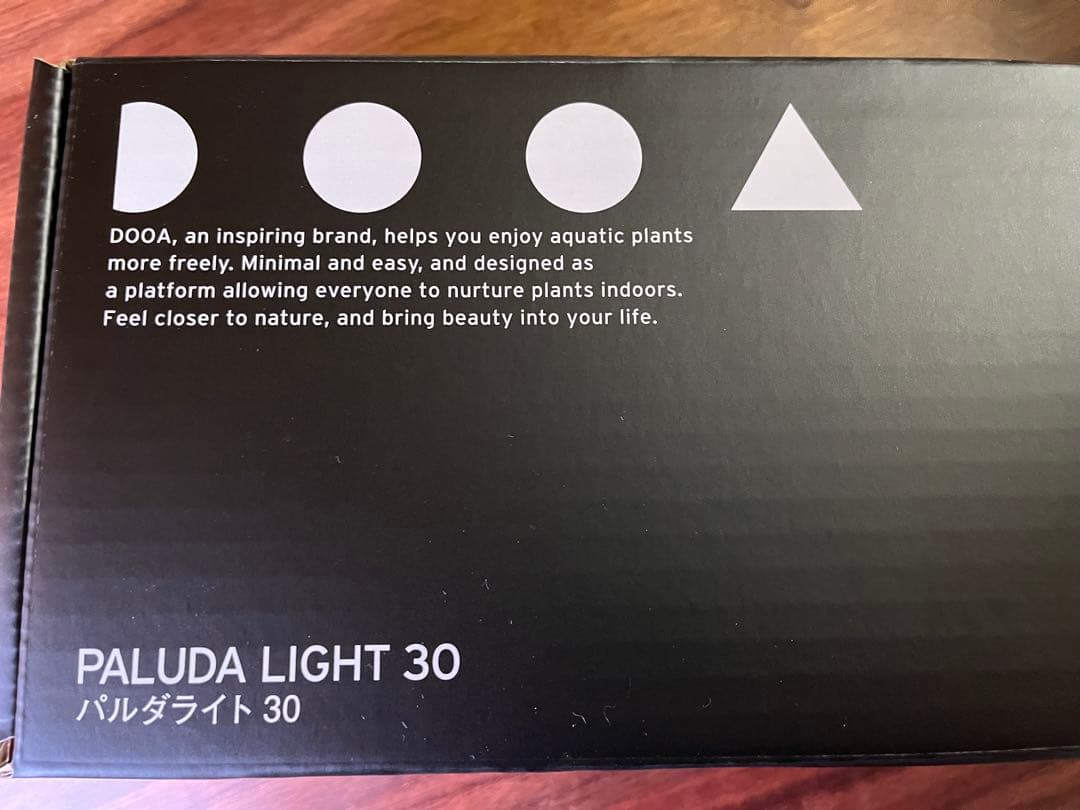 DOOA
DOOA, an inspiring brand, helps you enjoy aquatic plants
more freely. Minimal and easy, and designed as
a platform allowing everyone to nurture plants indoors.
Feel closer to nature, and bring beauty into your life.
PALUDA LIGHT 30
パルダライト 30